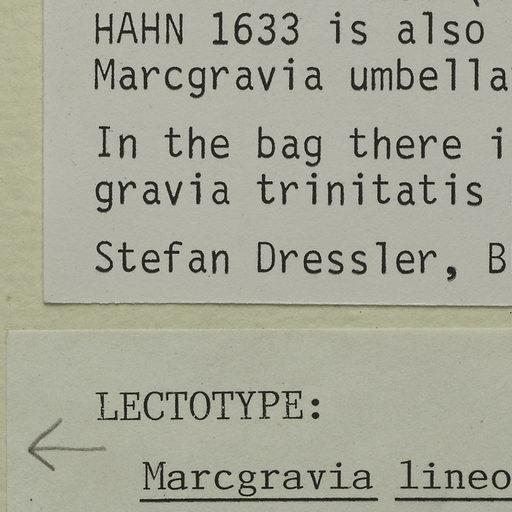 HAHN 1633 is also
Marcgravia umbella
In the bag there i
gravia trinitatis
Stefan Dressler, B
LECTOTYPE:
Marcgravia lineo